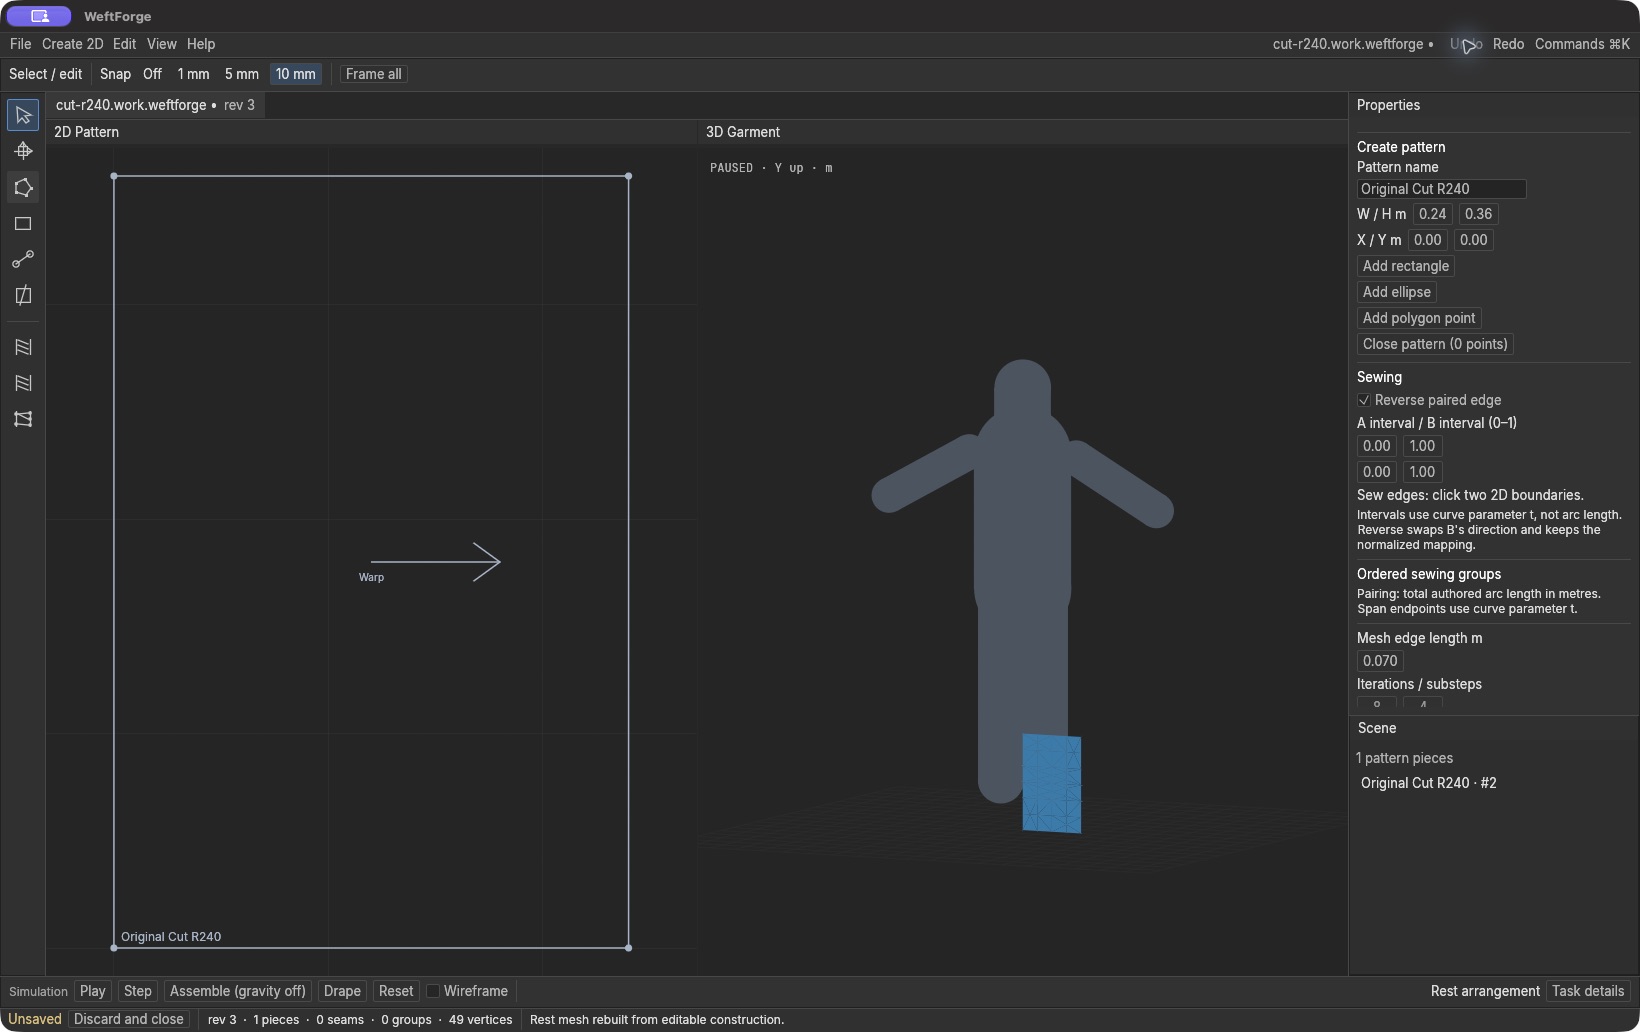 WeftForge
File Create 2D Edit View Help
cut-r240.work.weftforge • Undo Redo Commands ⌘K
Select / edit Snap Off 1 mm 5 mm 10 mm Frame all
cut-r240.work.weftforge • rev 3
Properties
2D Pattern
3D Garment
PAUSED · Y up · m
Warp
Original Cut R240
Create pattern
Pattern name
Original Cut R240
W / H m 0.24 0.36
X / Y m 0.00 0.00
Add rectangle
Add ellipse
Add polygon point
Close pattern (0 points)
Sewing
Reverse paired edge
A interval / B interval (0–1)
0.00 1.00
0.00 1.00
Sew edges: click two 2D boundaries.
Intervals use curve parameter t, not arc length.
Reverse swaps B's direction and keeps the
normalized mapping.
Ordered sewing groups
Pairing: total authored arc length in metres.
Span endpoints use curve parameter t.
Mesh edge length m
0.070
Iterations / substeps
Scene
1 pattern pieces
Original Cut R240 · #2
Simulation Play Step Assemble (gravity off) Drape Reset Wireframe
Rest arrangement Task details
Unsaved Discard and close rev 3 · 1 pieces · 0 seams · 0 groups · 49 vertices Rest mesh rebuilt from editable construction.